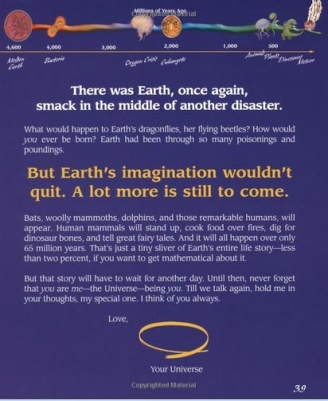 Millions of Years Ago
Copyrighted Material
4,600 4,000 3,000 2,000 1,000 500
Molten Earth Bacteria Oxygen Crisis Eukaryotes Animals Plants Dinosaurs Meteor
There was Earth, once again,
smack in the middle of another disaster.
What would happen to Earth's dragonflies, her flying beetles? How would
you ever be born? Earth had been through so many poisonings and
poundings.
But Earth's imagination wouldn't
quit. A lot more is still to come.
Bats, woolly mammoths, dolphins, and those remarkable humans, will
appear. Human mammals will stand up, cook food over fires, dig for
dinosaur bones, and tell great fairy tales. And it will all happen over only
65 million years. That's just a tiny sliver of Earth's entire life story—less
than two percent, if you want to get mathematical about it.
But that story will have to wait for another day. Until then, never forget
that you are me—the Universe—being you. Till we talk again, hold me in
your thoughts, my special one. I think of you always.
Love,
Your Universe
Copyrighted Material
39